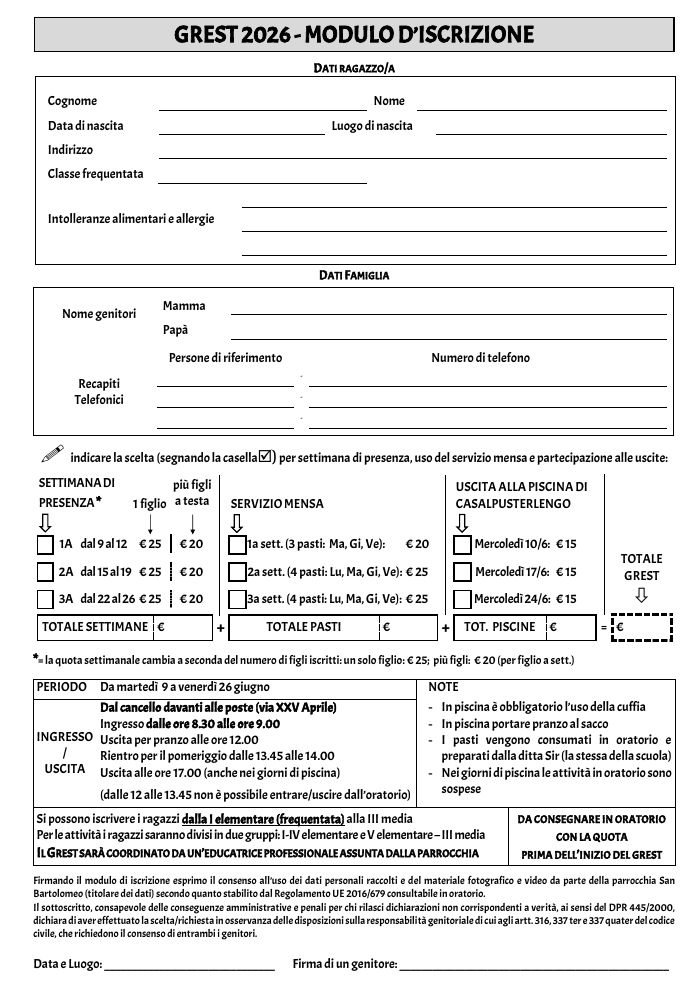 GREST 2026 - MODULO D'ISCRIZIONE
DATI RAGAZZO/A
Cognome Nome
Data di nascita Luogo di nascita
Indirizzo
Classe frequentata
Intolleranze alimentari e allergie
DATI FAMIGLIA
Nome genitori
Mamma
Papà
Persone di riferimento Numero di telefono
Recapiti
Telefonici
indicare la scelta (segnando la casella☑) per settimana di presenza, uso del servizio mensa e partecipazione alle uscite:
SETTIMANA DI
PRESENZA*
1 figlio
più figli
a testa
1A dal 9 al 12 € 25 € 20
2A dal 15 al 19 € 25 € 20
3A dal 22 al 26 € 25 € 20
TOTALE SETTIMANE €
+
SERVIZIO MENSA
1a sett. (3 pasti: Ma, Gi, Ve): € 20
2a sett. (4 pasti: Lu, Ma, Gi, Ve): € 25
3a sett. (4 pasti: Lu, Ma, Gi, Ve): € 25
TOTALE PASTI €
+
USCITA ALLA PISCINA DI
CASALPUSTERLENGO
Mercoledì 10/6: € 15
Mercoledì 17/6: € 15
Mercoledì 24/6: € 15
TOT. PISCINE €
=
TOTALE
GREST
€
*= la quota settimanale cambia a seconda del numero di figli iscritti: un solo figlio: € 25; più figli: € 20 (per figlio a sett.)
PERIODO Da martedì 9 a venerdì 26 giugno
INGRESSO
/
USCITA
Dal cancello davanti alle poste (via XXV Aprile)
Ingresso dalle ore 8.30 alle ore 9.00
Uscita per pranzo alle ore 12.00
Rientro per il pomeriggio dalle 13.45 alle 14.00
Uscita alle ore 17.00 (anche nei giorni di piscina)
(dalle 12 alle 13.45 non è possibile entrare/uscire dall'oratorio)
NOTE
- In piscina è obbligatorio l'uso della cuffia
- In piscina portare pranzo al sacco
- I pasti vengono consumati in oratorio e
preparati dalla ditta Sir (la stessa della scuola)
- Nei giorni di piscina le attività in oratorio sono
sospese
Si possono iscrivere i ragazzi dalla I elementare (frequentata) alla III media
Per le attività i ragazzi saranno divisi in due gruppi: I-IV elementare e V elementare – III media
IL GREST SARÀ COORDINATO DA UN'EDUCATRICE PROFESSIONALE ASSUNTA DALLA PARROCCHIA
DA CONSEGNARE IN ORATORIO
CON LA QUOTA
PRIMA DELL'INIZIO DEL GREST
Firmando il modulo di iscrizione esprimo il consenso all'uso dei dati personali raccolti e del materiale fotografico e video da parte della parrocchia San
Bartolomeo (titolare dei dati) secondo quanto stabilito dal Regolamento UE 2016/679 consultabile in oratorio.
Il sottoscritto, consapevole delle conseguenze amministrative e penali per chi rilasci dichiarazioni non corrispondenti a verità, ai sensi del DPR 445/2000,
dichiara di aver effettuato la scelta/richiesta in osservanza delle disposizioni sulla responsabilità genitoriale di cui agli artt. 316, 337 ter e 337 quater del codice
civile, che richiedono il consenso di entrambi i genitori.
Data e Luogo: Firma di un genitore: